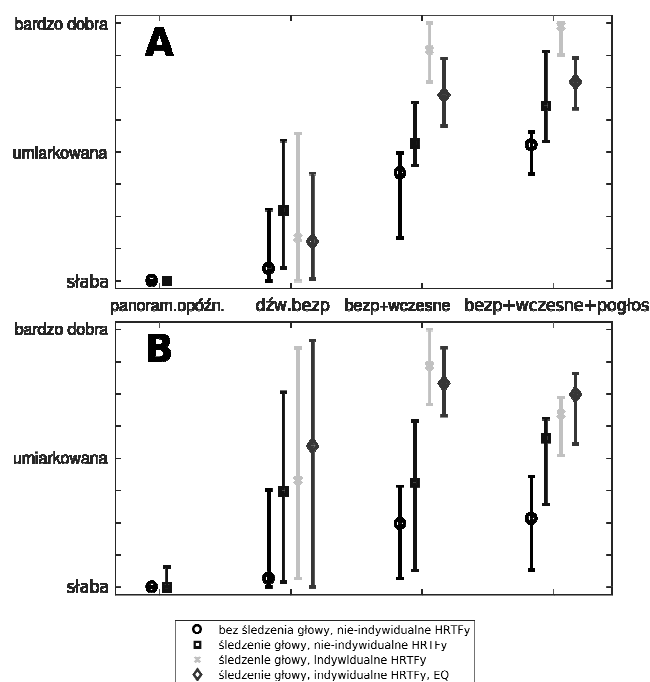 bardzo dobra
A
umiarkowana
słaba
panoram.opóźn. dźw.bezp bezp+wczesne bezp+wczesne+pogłos
bardzo dobra
B
umiarkowana
słaba
bez śledzenia głowy, nie-indywidualne HRTFy
śledzenie głowy, nie-indywidualne HRTFy
śledzenie głowy, Indywidualne HRTFy
śledzenie głowy, indywidualne HRTFy, EQ